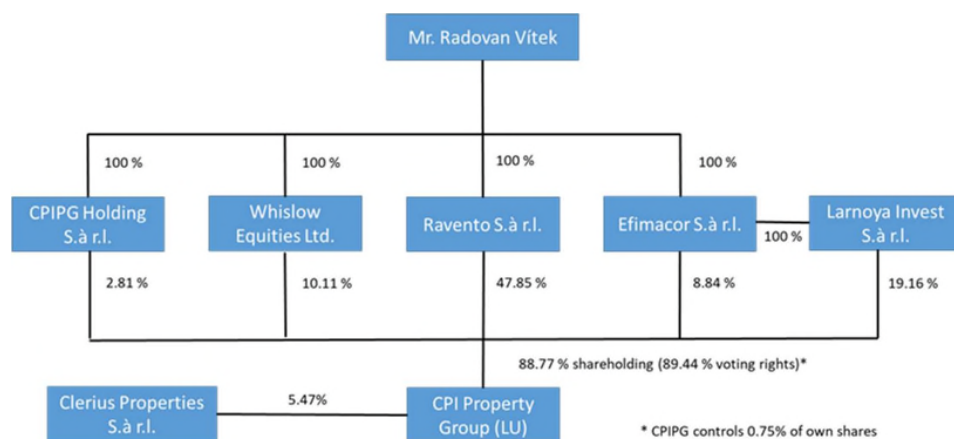 Mr. Radovan Vítek
100 %
100 %
100 %
100 %
CPIPG Holding
S.à r.l.
Whislow
Equities Ltd.
Ravento S.à r.l.
Efimacor S.à r.l.
100 %
Larnoya Invest
S.à r.l.
2.81 %
10.11 %
47.85 %
8.84 %
19.16 %
88.77 % shareholding (89.44 % voting rights)*
Clerius Properties
S.à r.l.
5.47%
CPI Property
Group (LU)
* CPIPG controls 0.75% of own shares